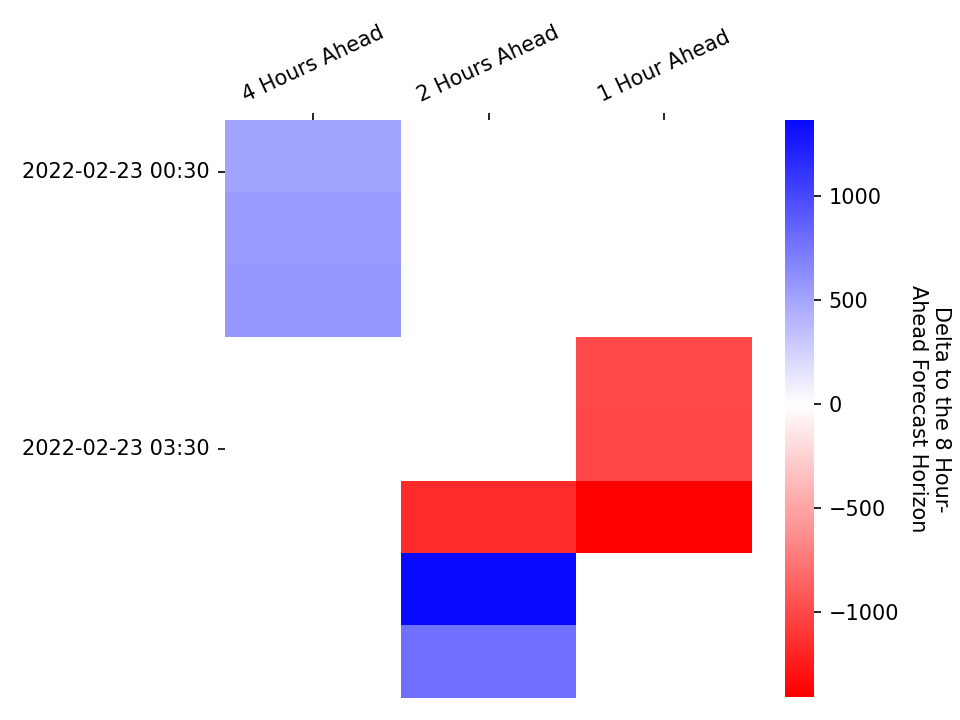 4 Hours Ahead
2 Hours Ahead
1 Hour Ahead
2022-02-23 00:30
2022-02-23 03:30
1000
500
0
−500
−1000
Delta to the 8 Hour-
Ahead Forecast Horizon